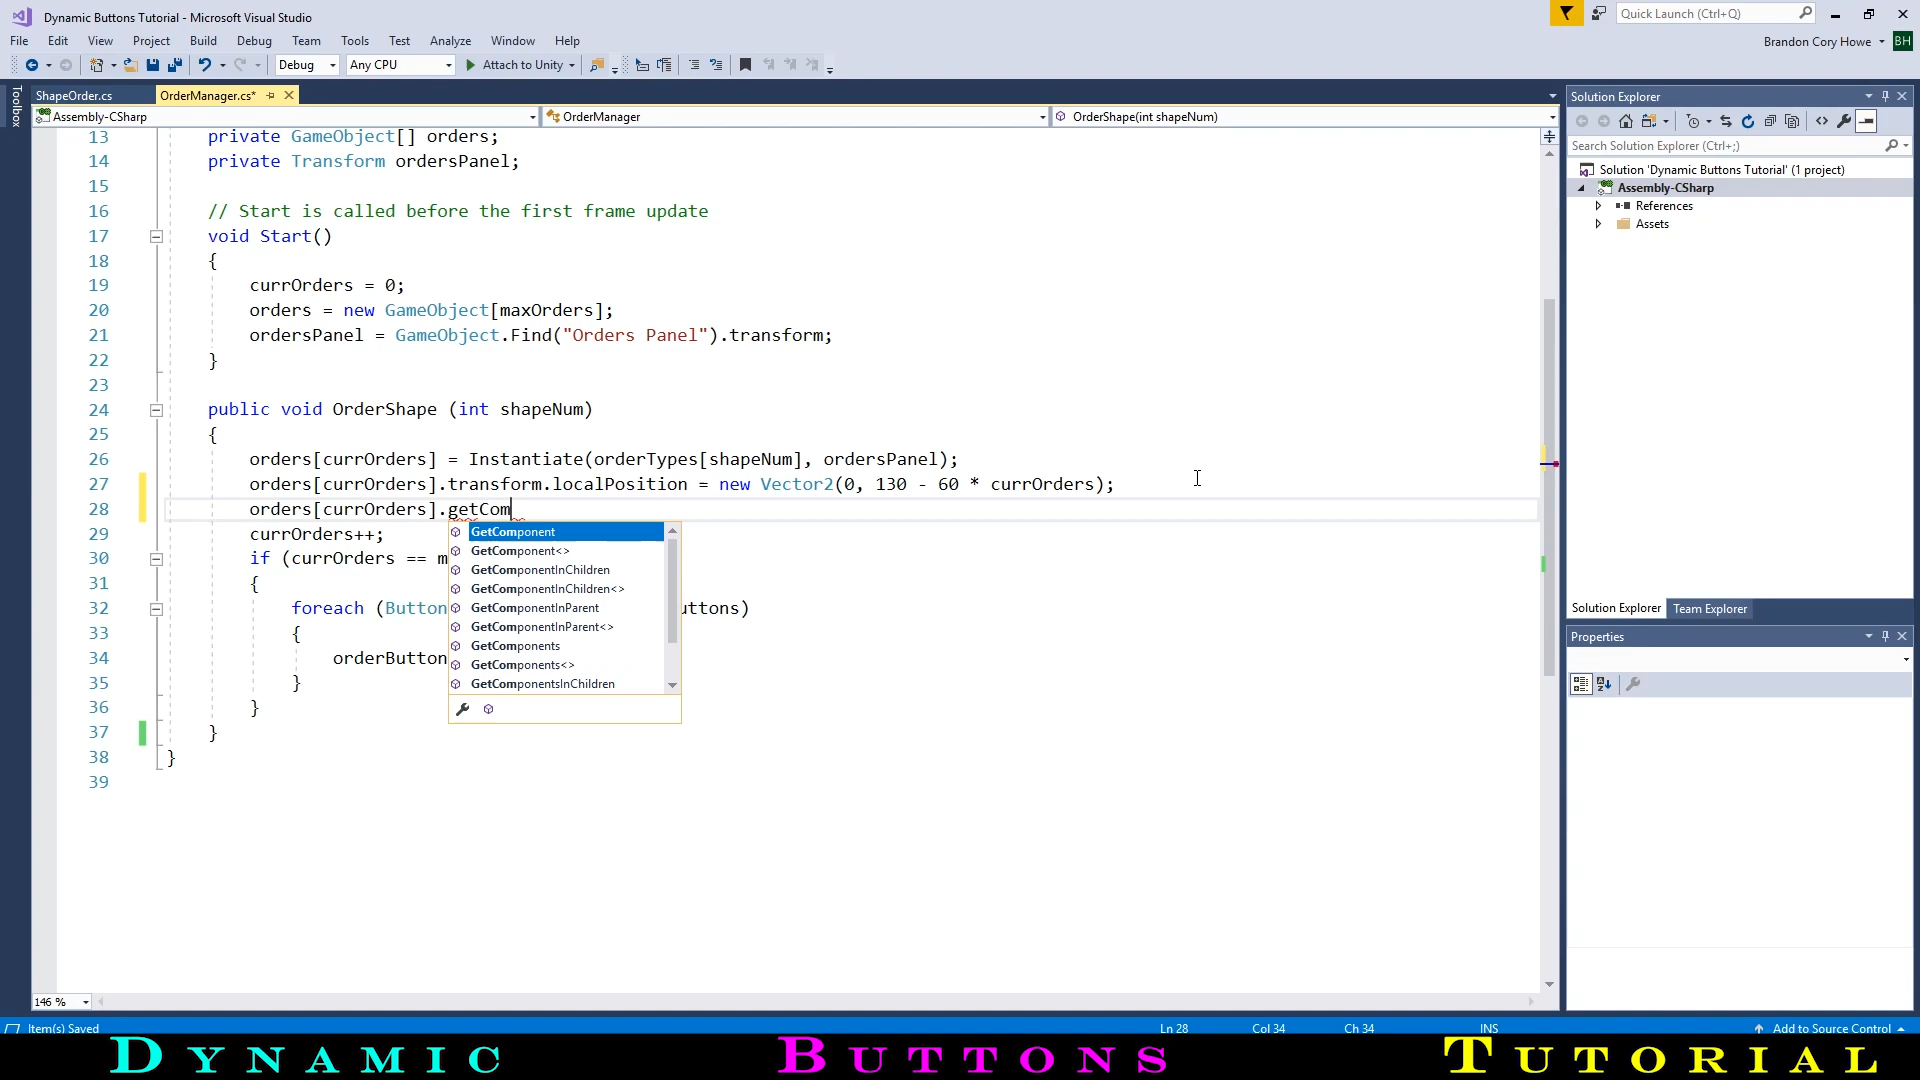 Dynamic Buttons Tutorial - Microsoft Visual Studio
Quick Launch (Ctrl+Q)
File Edit View Project Build Debug Team Tools Test Analyze Window Help
Brandon Cory Howe BH
Debug Any CPU Attach to Unity
Toolbox
ShapeOrder.cs OrderManager.cs*
Assembly-CSharp OrderManager OrderShape(int shapeNum)
13 private GameObject[] orders;
14 private Transform ordersPanel;
15
16 // Start is called before the first frame update
17 void Start()
18 {
19 currOrders = 0;
20 orders = new GameObject[maxOrders];
21 ordersPanel = GameObject.Find("Orders Panel").transform;
22 }
23
24 public void OrderShape (int shapeNum)
25 {
26 orders[currOrders] = Instantiate(orderTypes[shapeNum], ordersPanel);
27 orders[currOrders].transform.localPosition = new Vector2(0, 130 - 60 * currOrders);
28 orders[currOrders].getCom
29 currOrders++;
30 if (currOrders == m
31 {
32 foreach (Button uttons)
33 {
34 orderButton
35 }
36 }
37 }
38 }
39
GetComponent
GetComponent<>
GetComponentInChildren
GetComponentInChildren<>
GetComponentInParent
GetComponentInParent<>
GetComponents
GetComponents<>
GetComponentsInChildren
Solution Explorer
Search Solution Explorer (Ctrl+;)
Solution 'Dynamic Buttons Tutorial' (1 project)
Assembly-CSharp
References
Assets
Solution Explorer Team Explorer
Properties
146 %
Item(s) Saved Ln 28 Col 34 Ch 34 INS Add to Source Control
Dynamic Buttons Tutorial